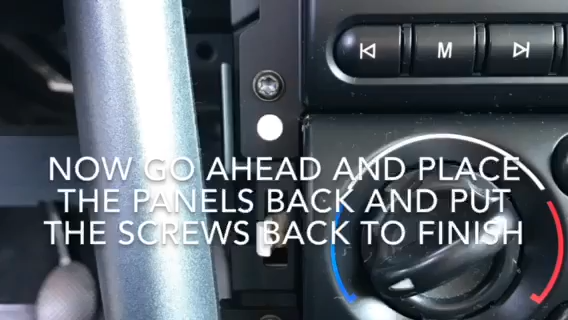 M
NOW GO AHEAD AND PLACE
THE PANELS BACK AND PUT
THE SCREWS BACK TO FINISH